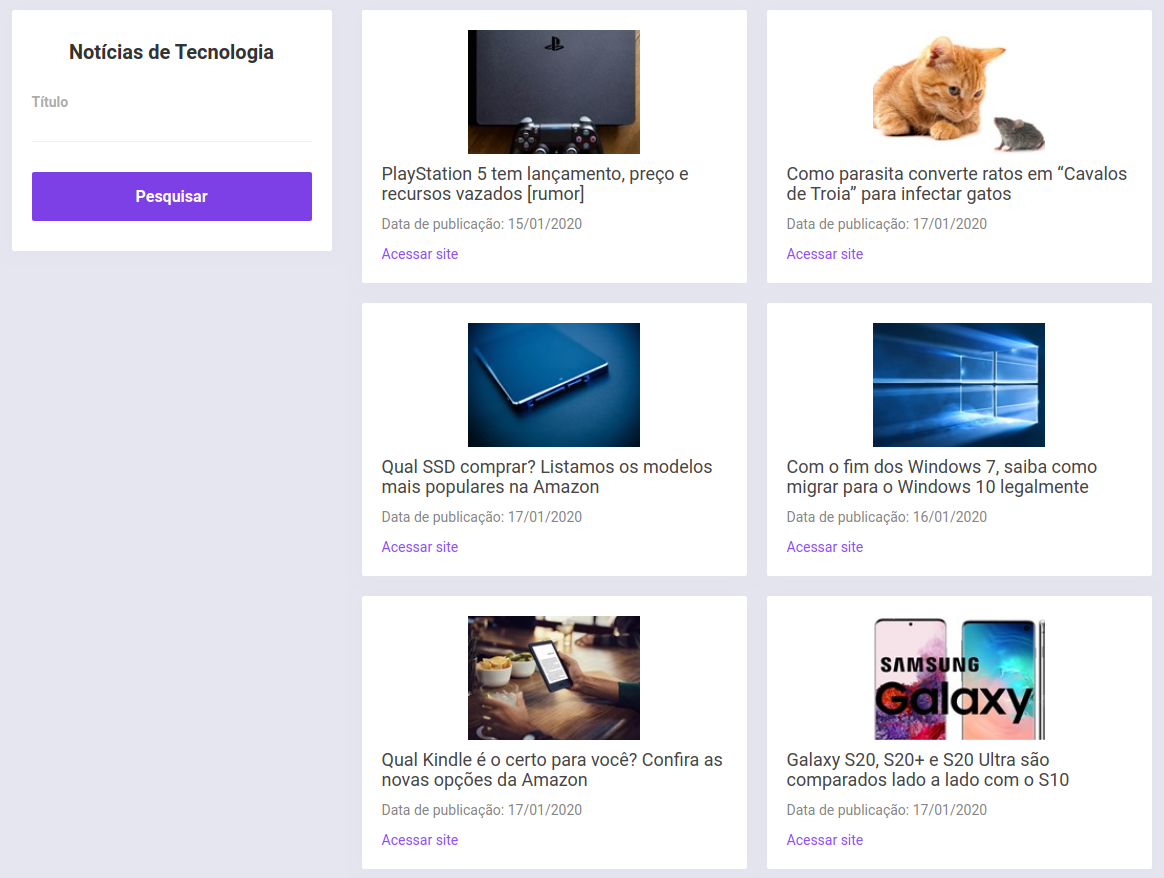 Notícias de Tecnologia
Título
Pesquisar
PlayStation 5 tem lançamento, preço e
recursos vazados [rumor]
Data de publicação: 15/01/2020
Acessar site
Como parasita converte ratos em “Cavalos
de Troia” para infectar gatos
Data de publicação: 17/01/2020
Acessar site
Qual SSD comprar? Listamos os modelos
mais populares na Amazon
Data de publicação: 17/01/2020
Acessar site
Com o fim dos Windows 7, saiba como
migrar para o Windows 10 legalmente
Data de publicação: 16/01/2020
Acessar site
Qual Kindle é o certo para você? Confira as
novas opções da Amazon
Data de publicação: 17/01/2020
Acessar site
SAMSUNG
Galaxy
Galaxy S20, S20+ e S20 Ultra são
comparados lado a lado com o S10
Data de publicação: 17/01/2020
Acessar site